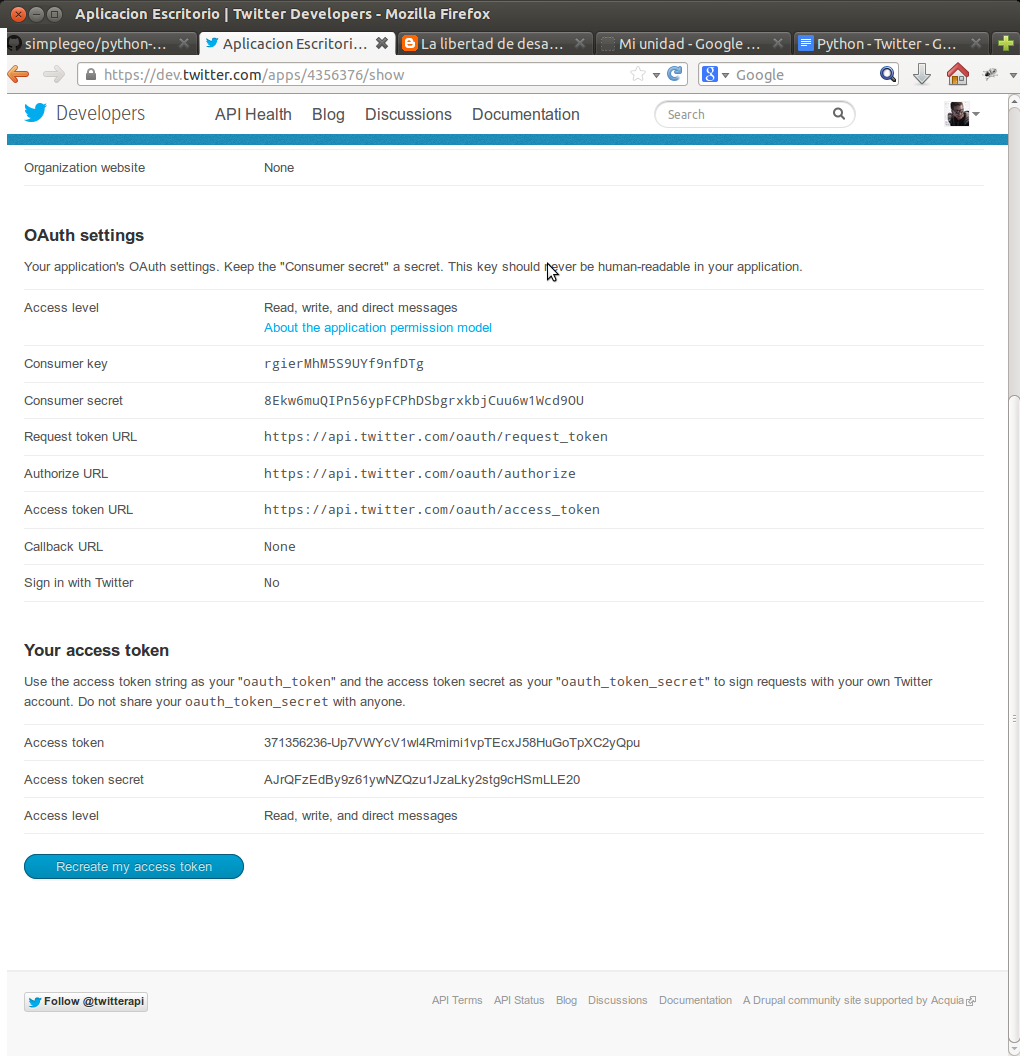 Aplicacion Escritorio | Twitter Developers - Mozilla Firefox
simplegeo/python-... Aplicacion Escritori... La libertad de desa... Mi unidad - Google ... Python - Twitter - G...
https://dev.twitter.com/apps/4356376/show Google
Developers API Health Blog Discussions Documentation Search
Organization website None
OAuth settings
Your application's OAuth settings. Keep the "Consumer secret" a secret. This key should never be human-readable in your application.
Access level Read, write, and direct messages
About the application permission model
Consumer key rgierMhM5S9UYf9nfDTg
Consumer secret 8Ekw6muQIPn56ypFCPhDSbgrxkbjCuu6w1Wcd9OU
Request token URL https://api.twitter.com/oauth/request_token
Authorize URL https://api.twitter.com/oauth/authorize
Access token URL https://api.twitter.com/oauth/access_token
Callback URL None
Sign in with Twitter No
Your access token
Use the access token string as your "oauth_token" and the access token secret as your "oauth_token_secret" to sign requests with your own Twitter
account. Do not share your oauth_token_secret with anyone.
Access token 371356236-Up7VWYcV1wl4Rmimi1vpTEcxJ58HuGoTpXC2yQpu
Access token secret AJrQFzEdBy9z61ywNZQzu1JzaLky2stg9cHSmLLE20
Access level Read, write, and direct messages
Recreate my access token
Follow @twitterapi API Terms API Status Blog Discussions Documentation A Drupal community site supported by Acquia